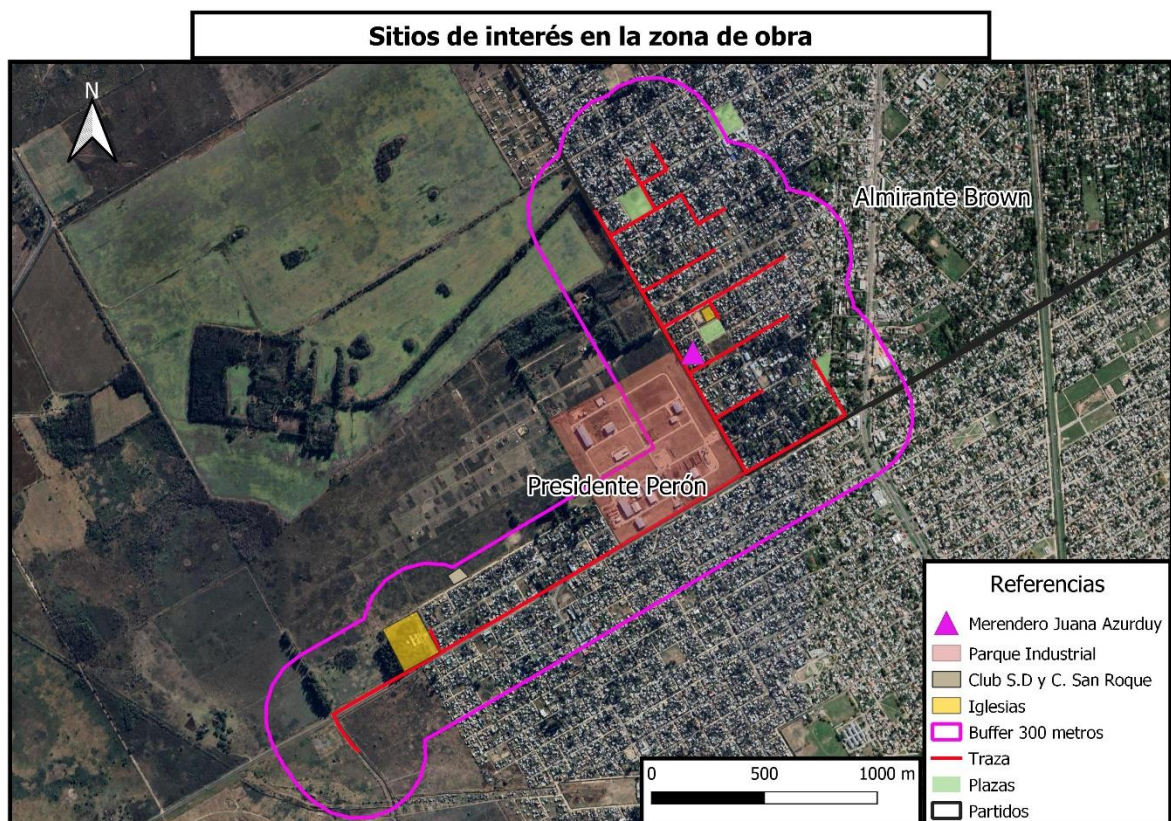 Sitios de interés en la zona de obra
N
Almirante Brown
Presidente Perón
Referencias
Merendero Juana Azurduy
Parque Industrial
Club S.D y C. San Roque
Iglesias
Buffer 300 metros
Traza
Plazas
Partidos
0 500 1000 m